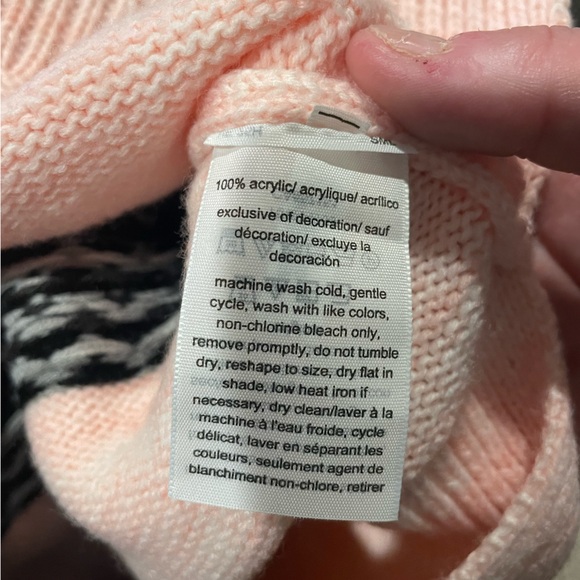 100% acrylic/ acrylique/ acrílico
exclusive of decoration/ sauf
décoration/ excluye la
decoración
machine wash cold, gentle
cycle, wash with like colors,
non-chlorine bleach only,
remove promptly, do not tumble
dry, reshape to size, dry flat in
shade, low heat iron if
necessary, dry clean/laver à la
machine à l'eau froide, cycle
délicat, laver en séparant les
couleurs, seulement agent de
blanchiment non-chlore, retirer